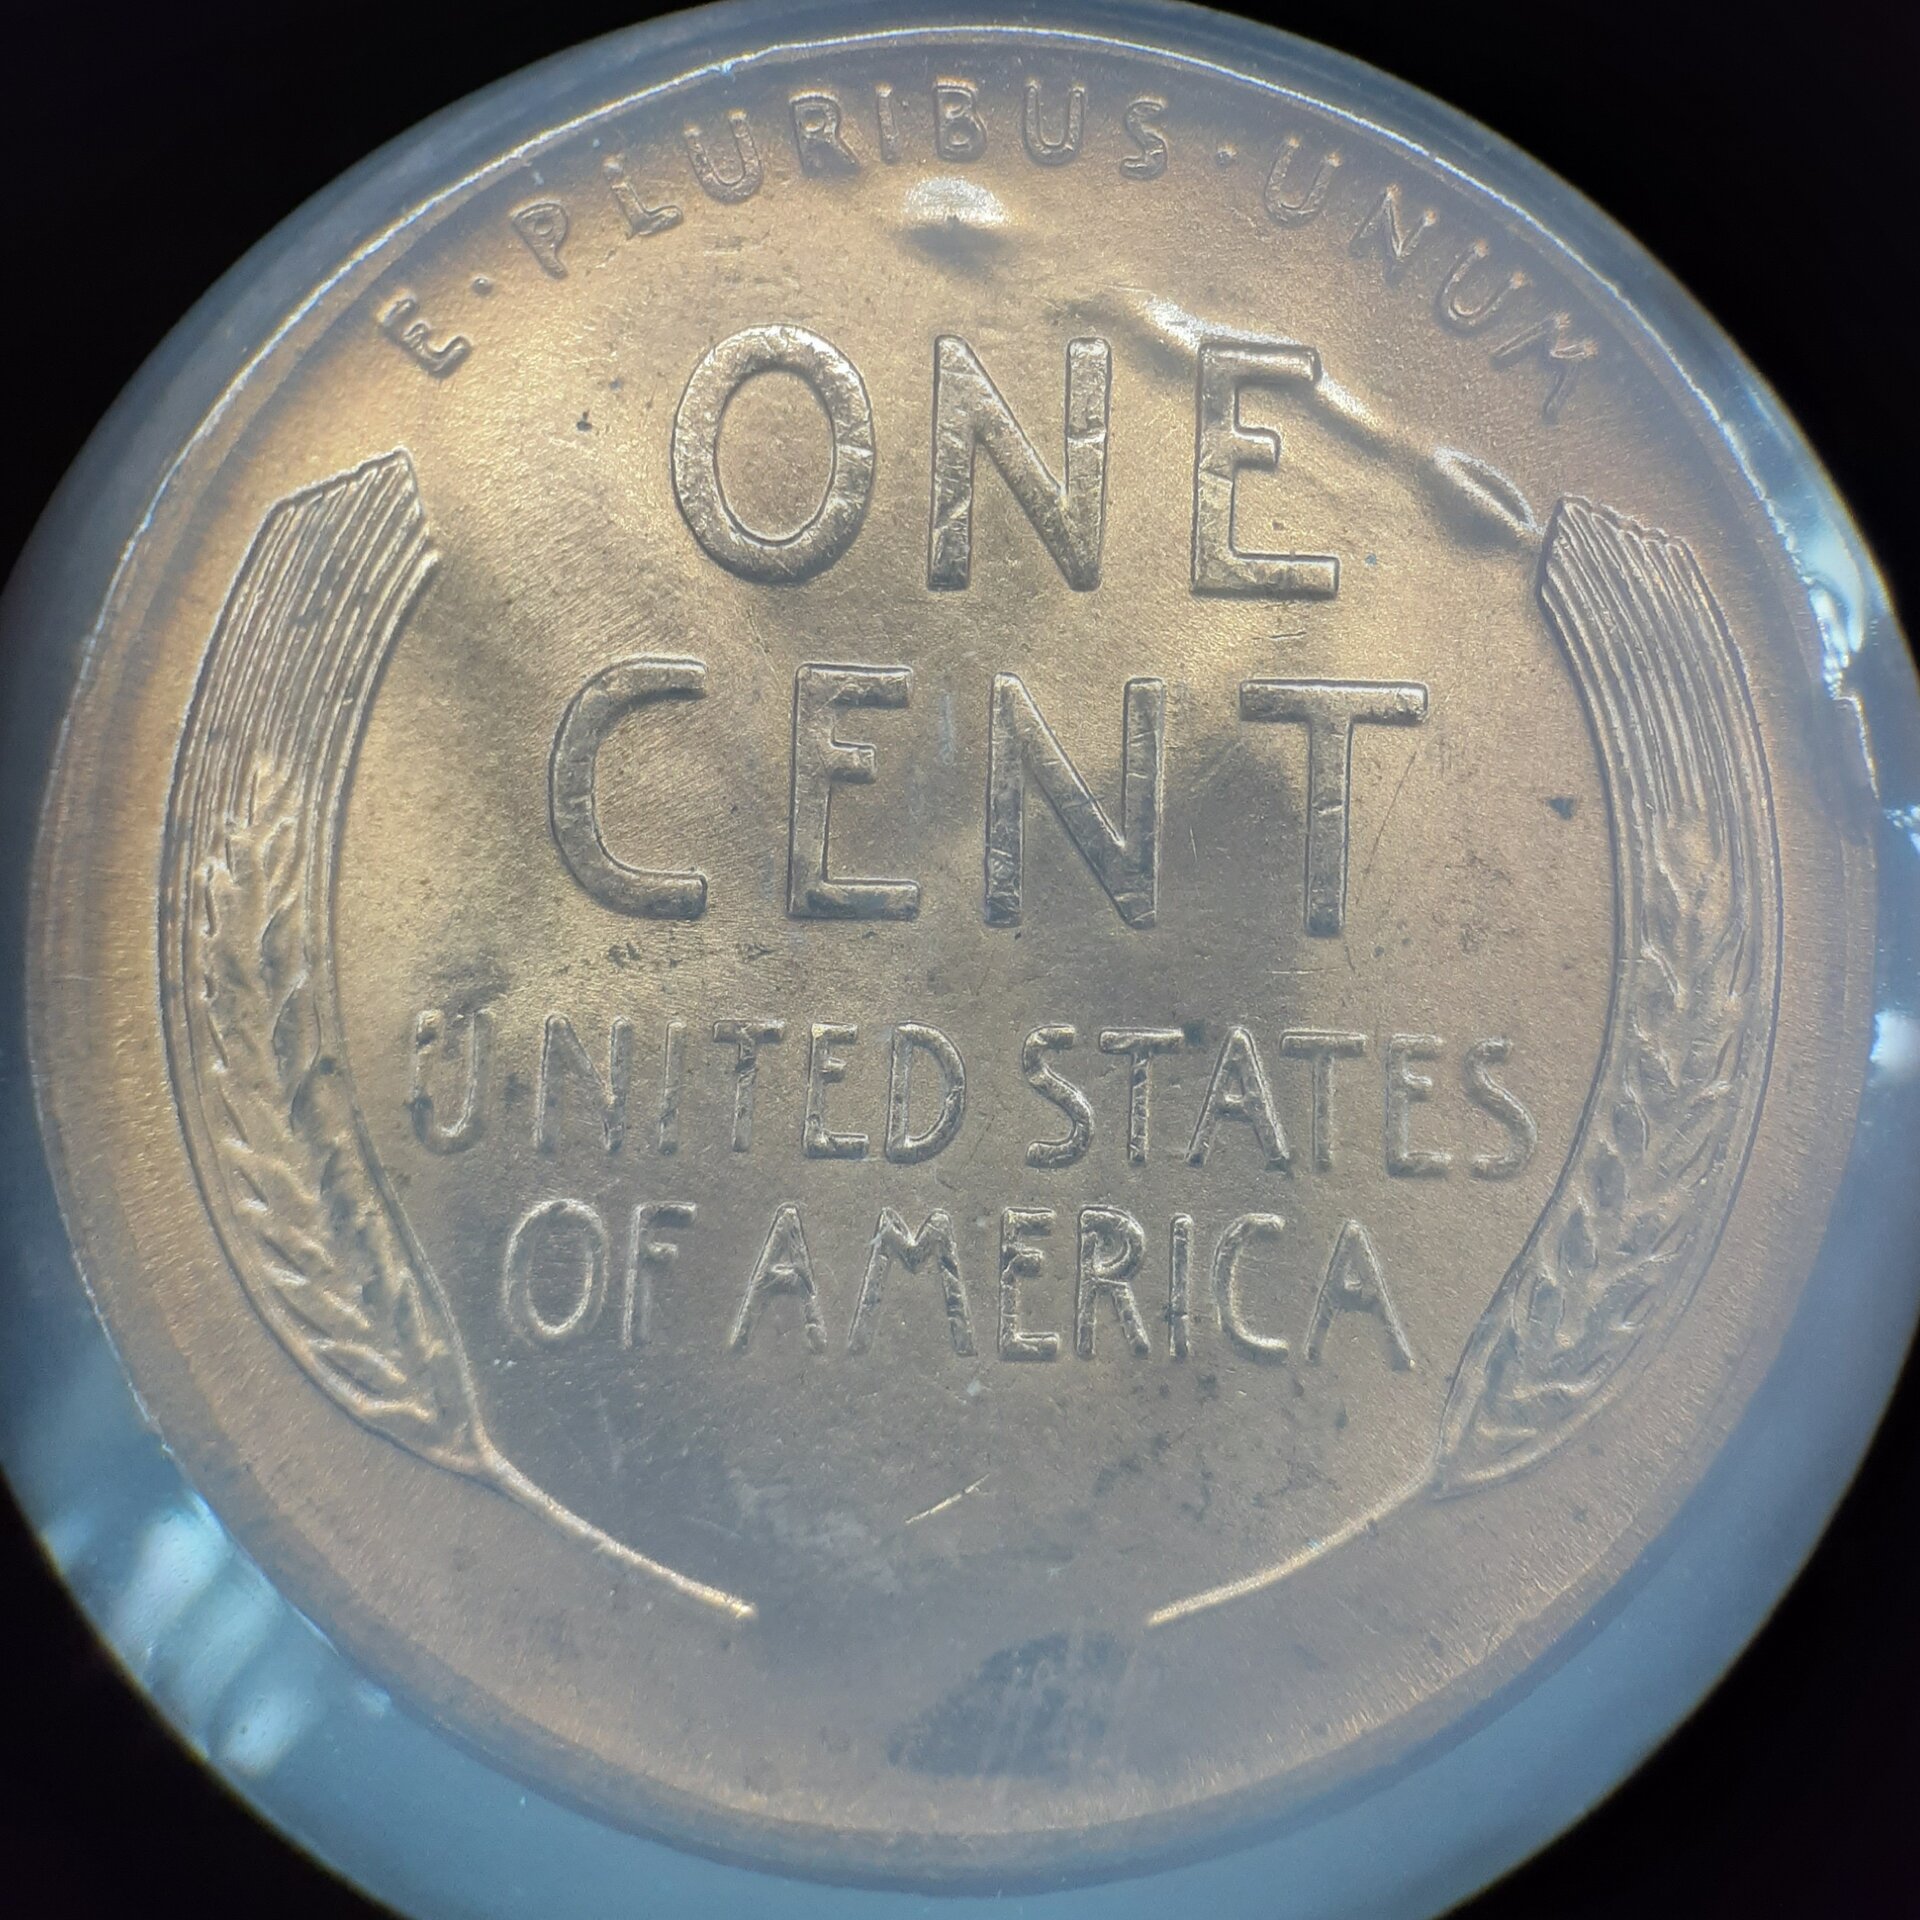 E·PLURIBUS·UNUM
ONE
CENT
UNITED STATES
OF AMERICA